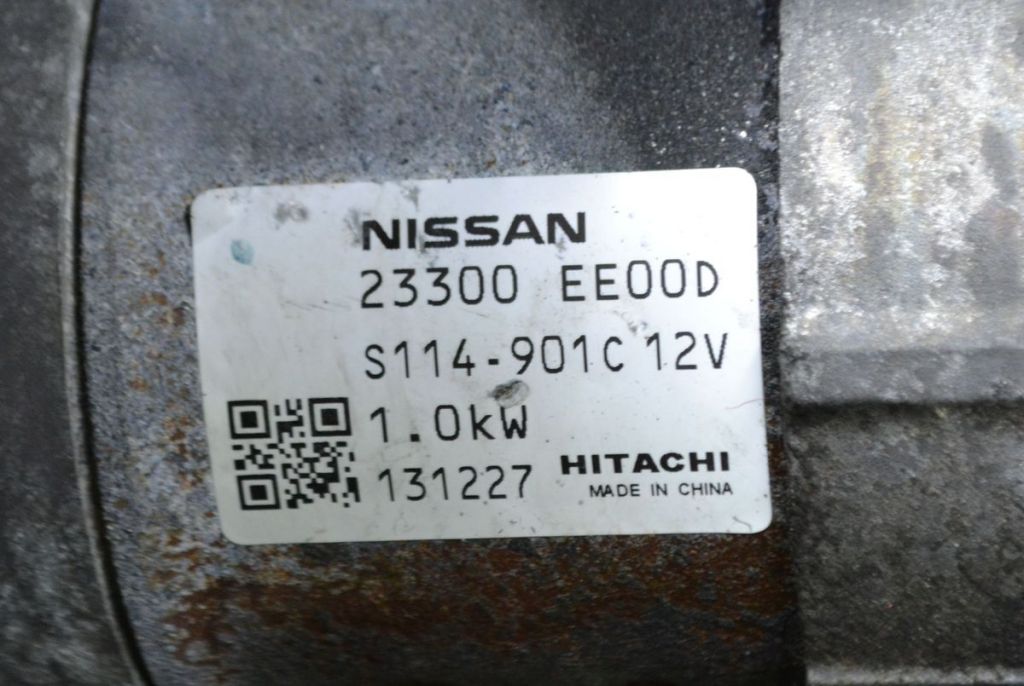 NISSAN
23300 EE00D
S114-901C 12V
1.0kW
131227 HITACHI
MADE IN CHINA